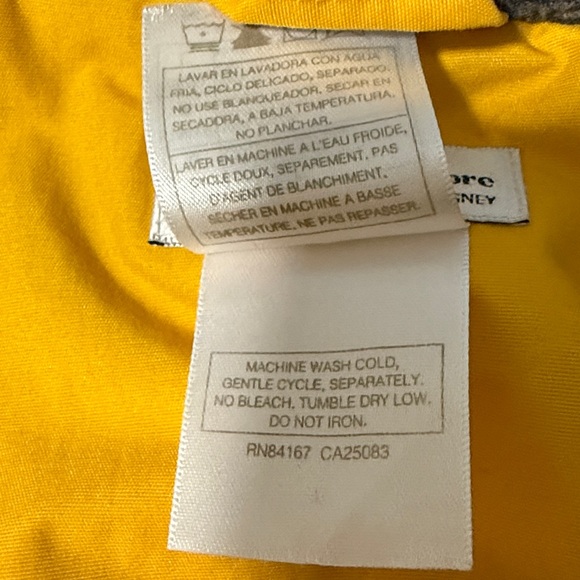 LAVAR EN LAVADORA CON AGUA
FRIA, CICLO DELICADO, SEPARADO.
NO USE BLANQUEADOR. SECAR EN
SECADORA, A BAJA TEMPERATURA.
NO PLANCHAR.
LAVER EN MACHINE A L'EAU FROIDE,
CYCLE DOUX, SEPAREMENT. PAS
D'AGENT DE BLANCHIMENT.
SECHER EN MACHINE A BASSE
TEMPERATURE. NE PAS REPASSER.
ore
SNEY
MACHINE WASH COLD,
GENTLE CYCLE, SEPARATELY.
NO BLEACH. TUMBLE DRY LOW.
DO NOT IRON.
RN84167 CA25083